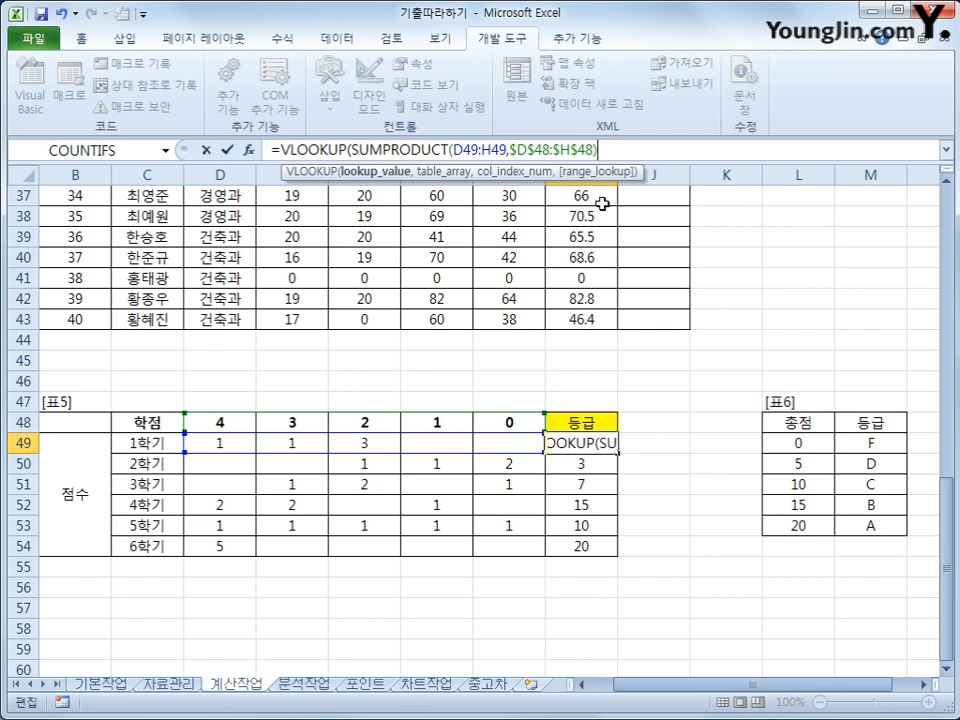 기출따라하기 - Microsoft Excel
Younglin.com Y.
파일 홈 삽입 페이지 레이아웃 수식 데이터 검토 보기 개발 도구 추가 기능
Visual Basic
매크로
매크로 기록
상대 참조로 기록
매크로 보안
코드
추가 기능
COM 추가 기능
추가 기능
삽입
디자인 모드
속성
코드 보기
대화 상자 실행
컨트롤
원본
맵 속성
확장 팩
데이터 새로 고침
가져오기
내보내기
XML
문서 창
수정
COUNTIFS fx =VLOOKUP(SUMPRODUCT(D49:H49,$D$48:$H$48)
VLOOKUP(lookup_value, table_array, col_index_num, [range_lookup])
B C D J K L M
37 34 최영준 경영과 19 20 60 30 66
38 35 최예원 경영과 20 19 69 36 70.5
39 36 한승호 건축과 20 20 41 44 65.5
40 37 한준규 건축과 16 19 70 42 68.6
41 38 홍태광 건축과 0 0 0 0 0
42 39 황종우 건축과 19 20 82 64 82.8
43 40 황혜진 건축과 17 0 60 38 46.4
44
45
46
47 [표5] [표6]
48 학점 4 3 2 1 0 등급 총점 등급
49 1학기 1 1 3 OOKUP(SU 0 F
50 2학기 1 1 2 3 5 D
51 점수 3학기 1 2 1 7 10 C
52 4학기 2 2 1 15 15 B
53 5학기 1 1 1 1 1 10 20 A
54 6학기 5 20
55
56
57
58
59
60
기본작업 자료관리 계산작업 분석작업 포인트 차트작업 중고차
편집 100%